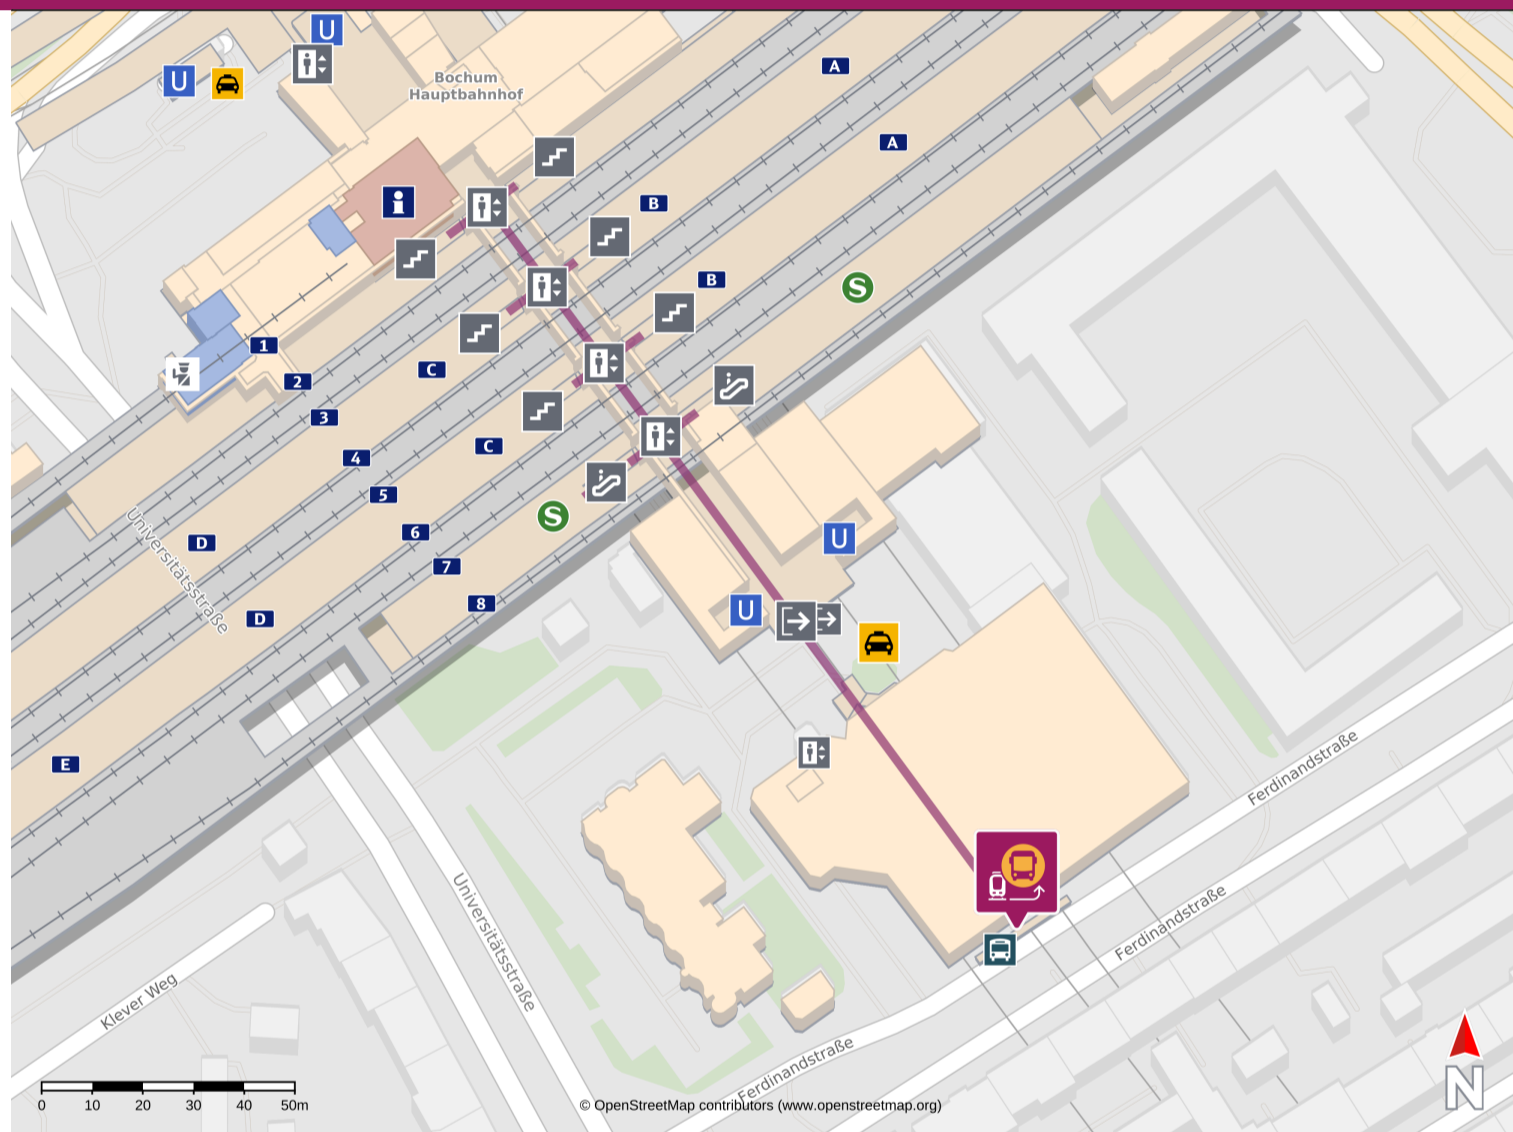 U
U
Bochum
Hauptbahnhof
A
A
i
B
B
S
1
2
C
3
4
C
5
S
6
U
D
7
8
U
D
E
Universitätsstraße
Ferdinandstraße
Ferdinandstraße
Universitätsstraße
Klever Weg
Ferdinandstraße
0 10 20 30 40 50m
© OpenStreetMap contributors (www.openstreetmap.org)
N